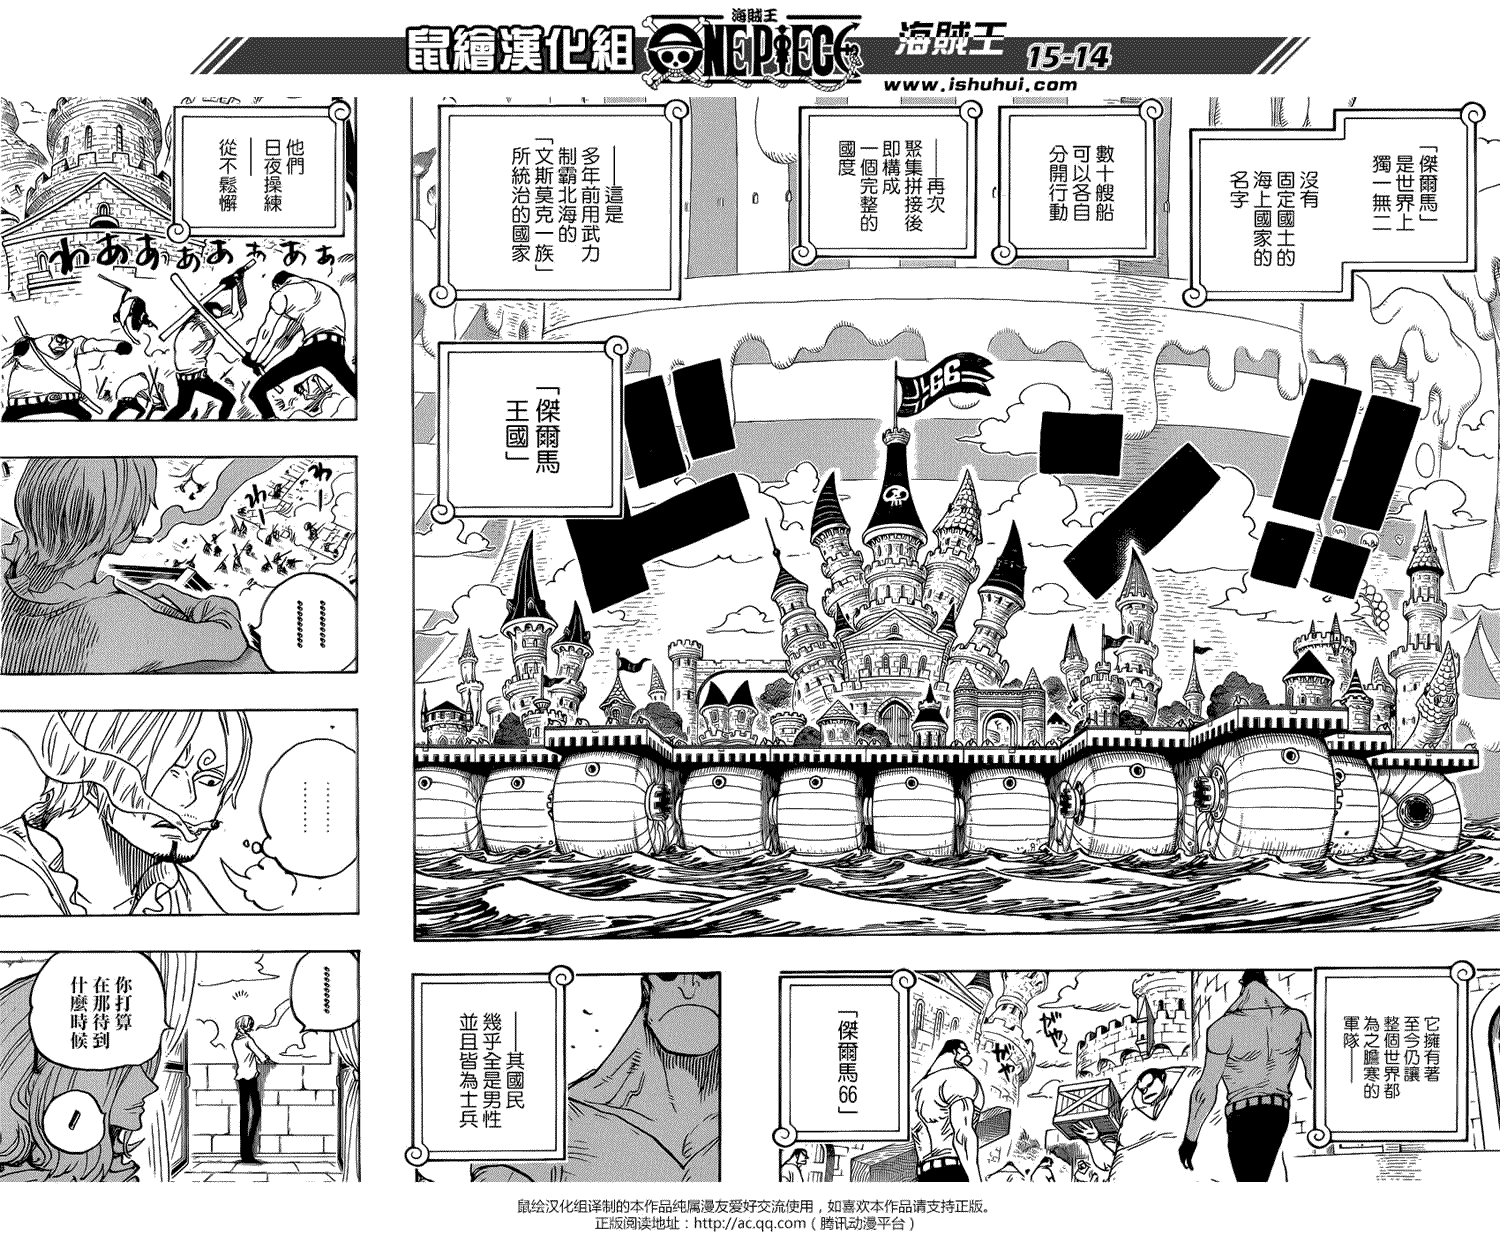 鼠繪漢化組
海賊王
ONE PIECE
海賊王
15-14
www.ishuhui.com
「傑爾馬」
是世界上
獨一無二
沒有
固定國土的
海上國家的
名字
數十艘船
可以各自
分開行動
——再次
聚集拼接後
即構成
一個完整的
國度
——這是
多年前用武力
制霸北海的
「文斯莫克一族」
所統治的國家
「傑爾馬
王國」
66
ドン!!
它擁有著
至今仍讓
整個世界都
為之膽寒的
軍隊——
ざわ
ざわ
「傑爾馬66」
——其國民
幾乎全是男性
並且皆為士兵
他們
日夜操練
——
從不鬆懈
わあああああああ
わー
わー
わー
…………
…………
…………
…………
…………
你打算
在那待到
什麼時候
！
鼠绘汉化组译制的本作品纯属漫友爱好交流使用，如喜欢本作品请支持正版。
正版阅读地址：http://ac.qq.com（腾讯动漫平台）